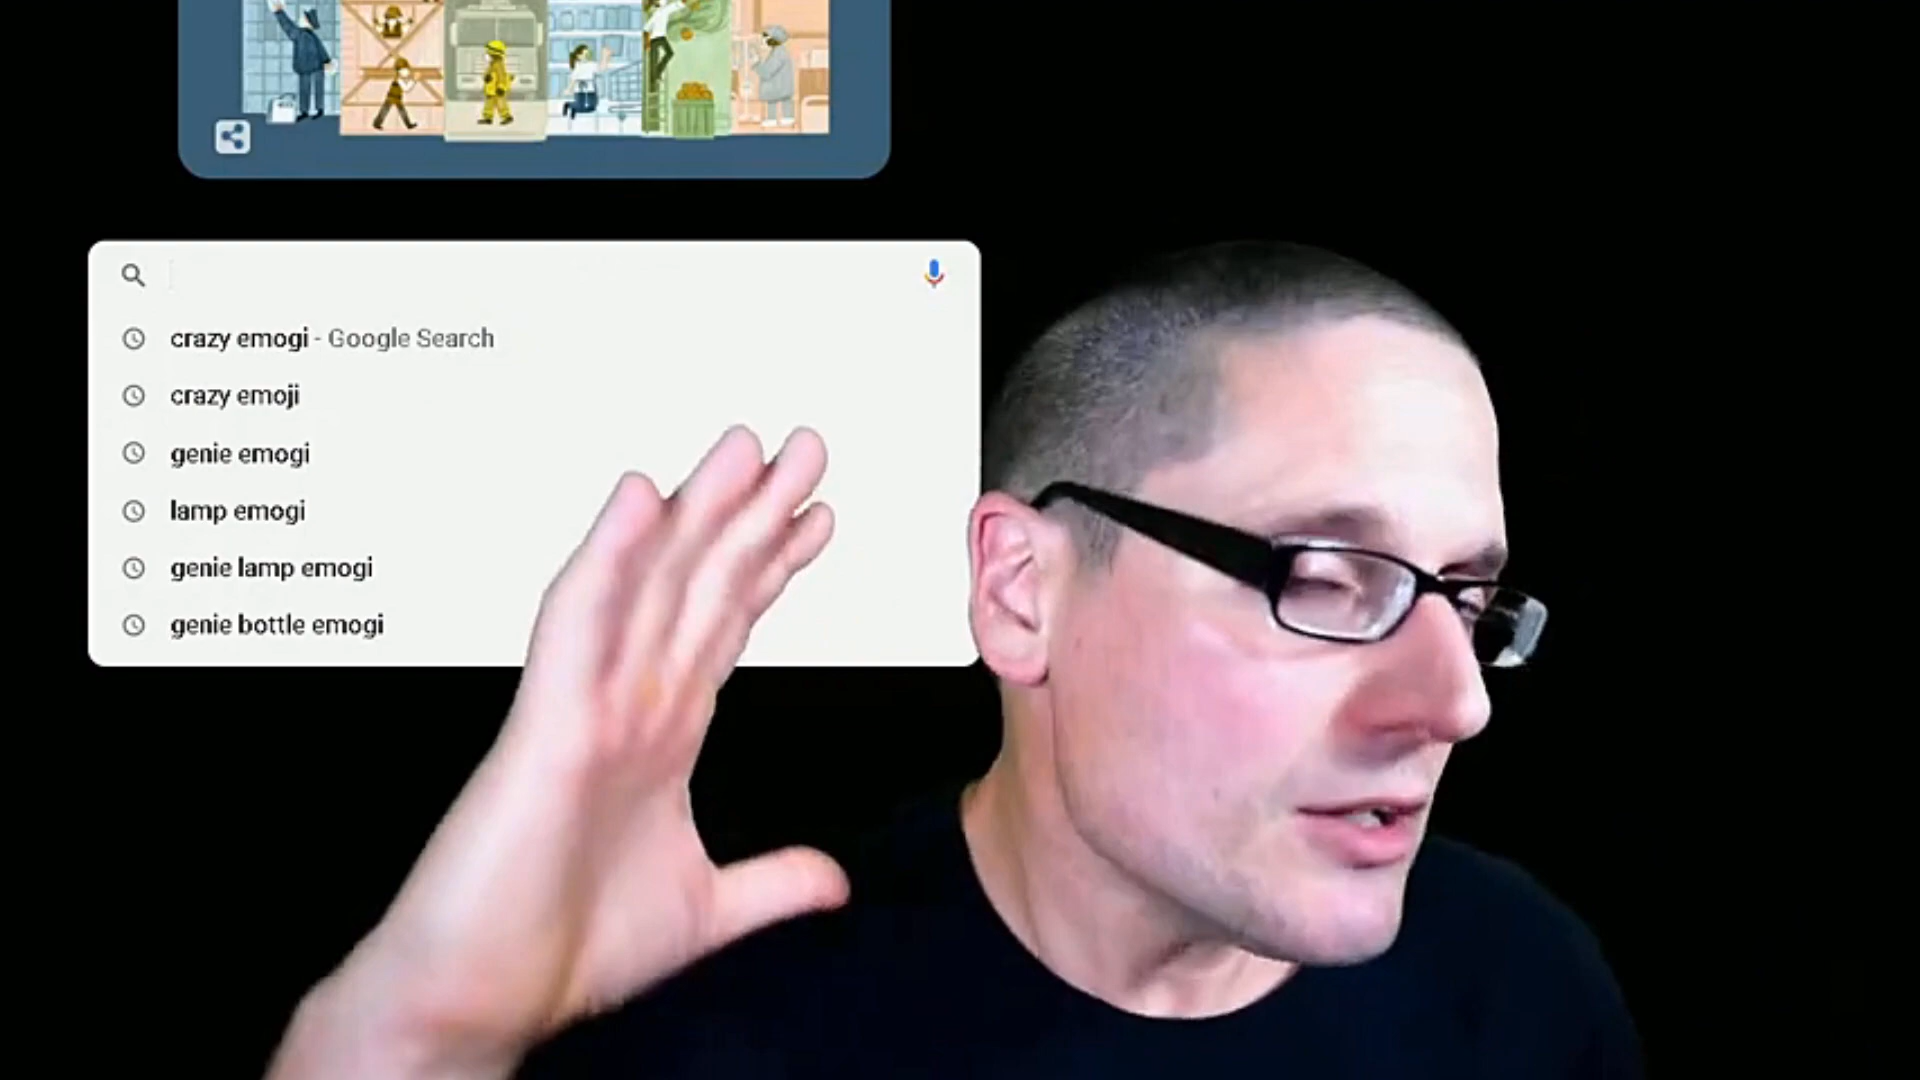 crazy emogi - Google Search
crazy emoji
genie emogi
lamp emogi
genie lamp emogi
genie bottle emogi